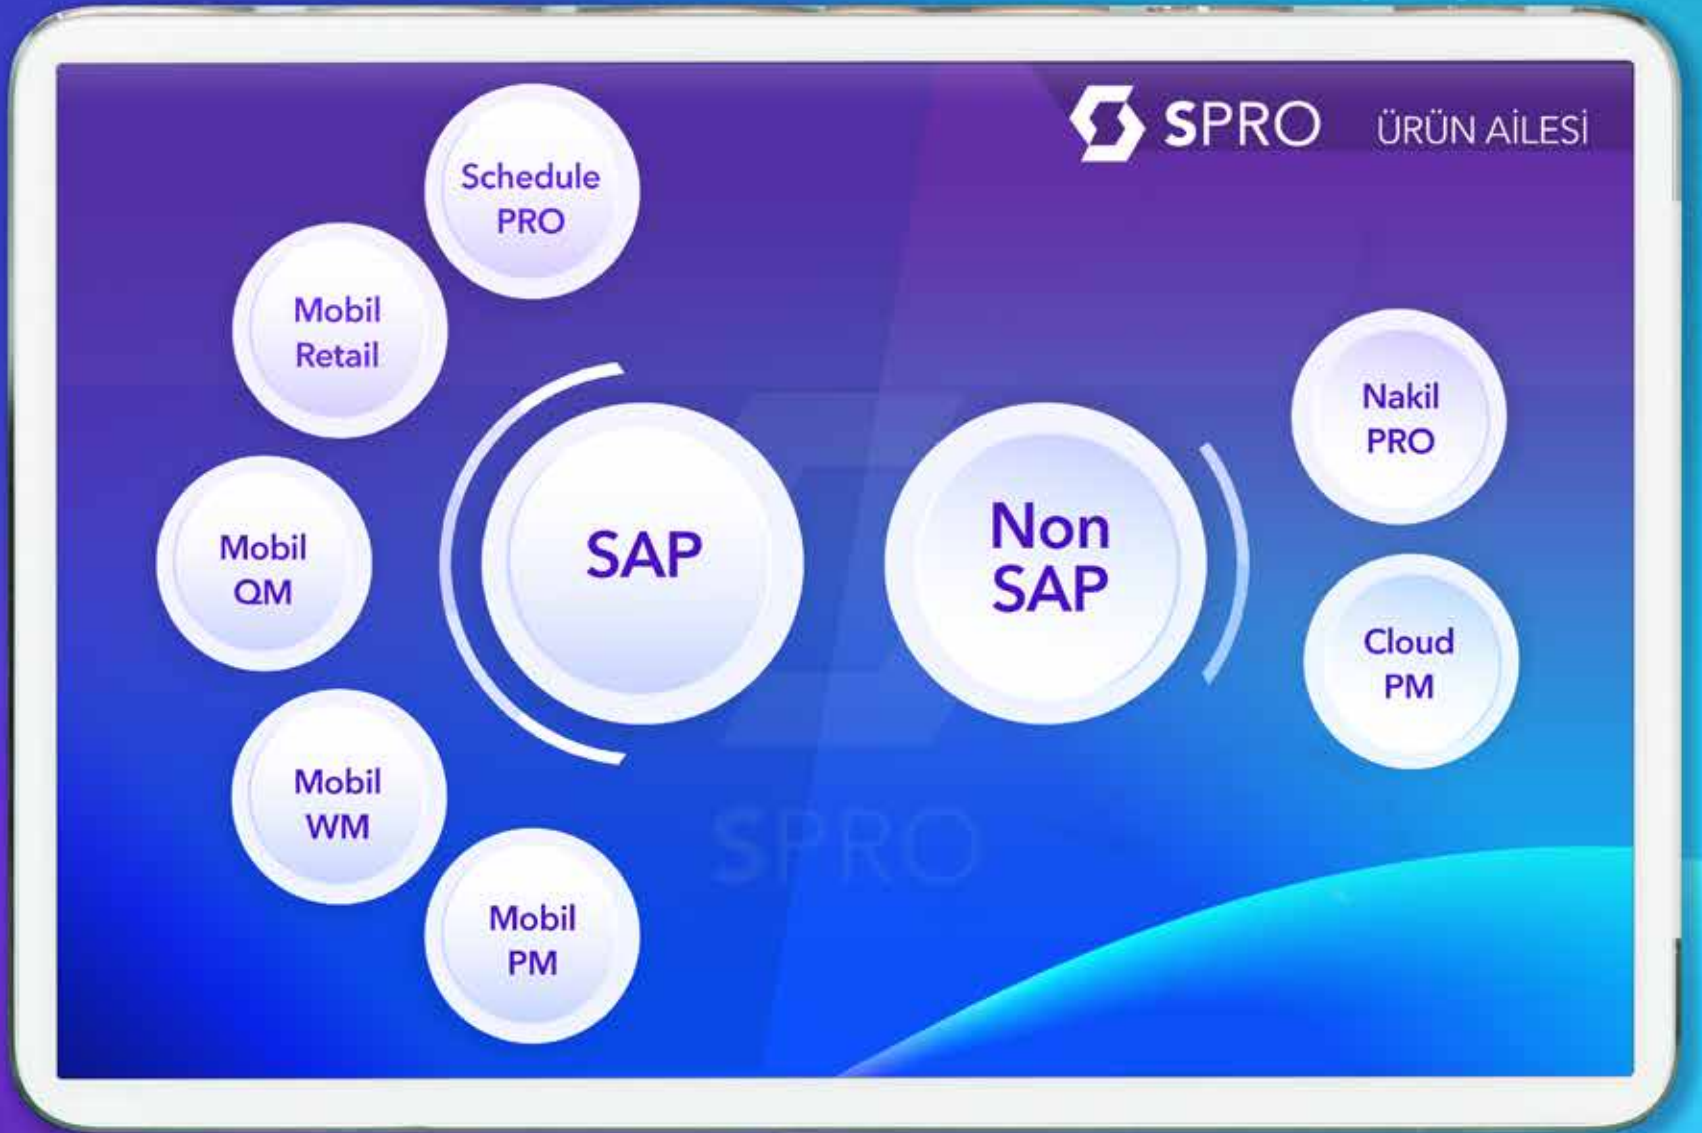 SPRO ÜRÜN AİLESİ
Schedule
PRO
Mobil
Retail
Mobil
QM
Mobil
WM
Mobil
PM
SAP
Non
SAP
Nakil
PRO
Cloud
PM
SPRO